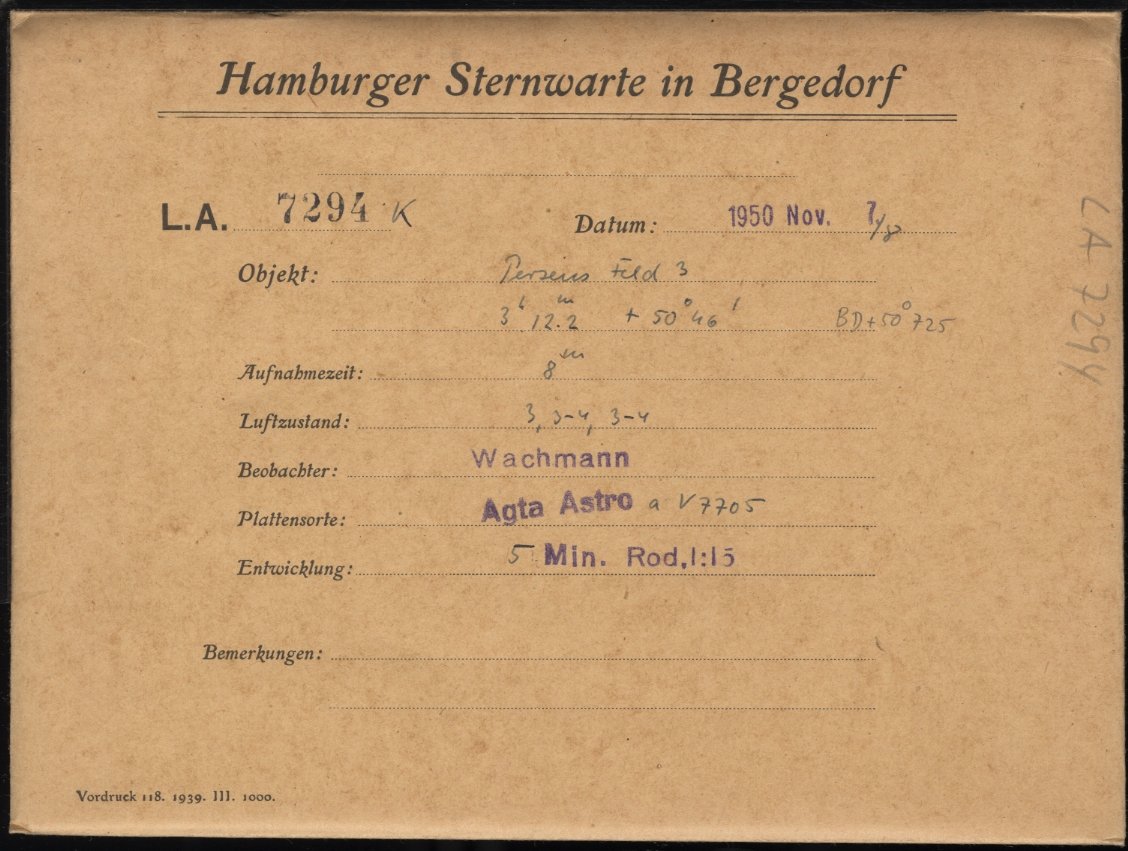 Hamburger Sternwarte in Bergedorf
L.A. 7294 K
Datum: 1950 Nov. 7/8
Objekt: Perseus Feld 3
3ʰ 12.2ᵐ + 50° 46' BD+50°725
Aufnahmezeit: 8ᵐ
Luftzustand: 3, 3-4, 3-4
Beobachter: Wachmann
Plattensorte: Agfa Astro a V7705
Entwicklung: 5 Min. Rod. 1:15
Bemerkungen:
Vordruck 118. 1939. III. 1000.
LA 7294